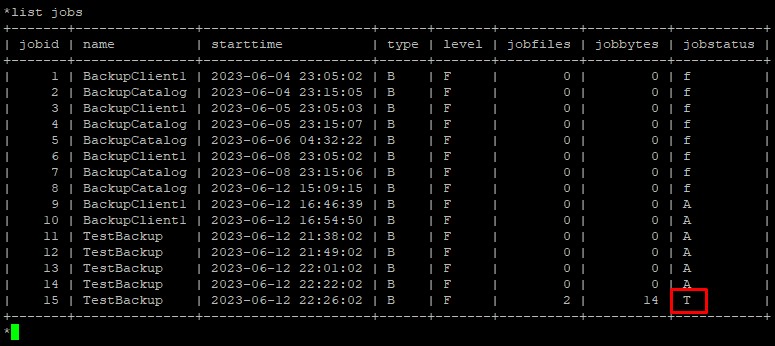 *list jobs
+-------+---------------+---------------------+------+-------+----------+----------+-----------+
| jobid | name          | starttime           | type | level | jobfiles | jobbytes | jobstatus |
+-------+---------------+---------------------+------+-------+----------+----------+-----------+
|     1 | BackupClient1 | 2023-06-04 23:05:02 | B    | F     |        0 |        0 | f         |
|     2 | BackupCatalog | 2023-06-04 23:15:05 | B    | F     |        0 |        0 | f         |
|     3 | BackupClient1 | 2023-06-05 23:05:03 | B    | F     |        0 |        0 | f         |
|     4 | BackupCatalog | 2023-06-05 23:15:07 | B    | F     |        0 |        0 | f         |
|     5 | BackupCatalog | 2023-06-06 04:32:22 | B    | F     |        0 |        0 | f         |
|     6 | BackupClient1 | 2023-06-08 23:05:02 | B    | F     |        0 |        0 | f         |
|     7 | BackupCatalog | 2023-06-08 23:15:06 | B    | F     |        0 |        0 | f         |
|     8 | BackupCatalog | 2023-06-12 15:09:15 | B    | F     |        0 |        0 | f         |
|     9 | BackupClient1 | 2023-06-12 16:46:39 | B    | F     |        0 |        0 | A         |
|    10 | BackupClient1 | 2023-06-12 16:54:50 | B    | F     |        0 |        0 | A         |
|    11 | TestBackup    | 2023-06-12 21:38:02 | B    | F     |        0 |        0 | A         |
|    12 | TestBackup    | 2023-06-12 21:49:02 | B    | F     |        0 |        0 | A         |
|    13 | TestBackup    | 2023-06-12 22:01:02 | B    | F     |        0 |        0 | A         |
|    14 | TestBackup    | 2023-06-12 22:22:02 | B    | F     |        0 |        0 | A         |
|    15 | TestBackup    | 2023-06-12 22:26:02 | B    | F     |        2 |       14 | T         |
+-------+---------------+---------------------+------+-------+----------+----------+-----------+
*